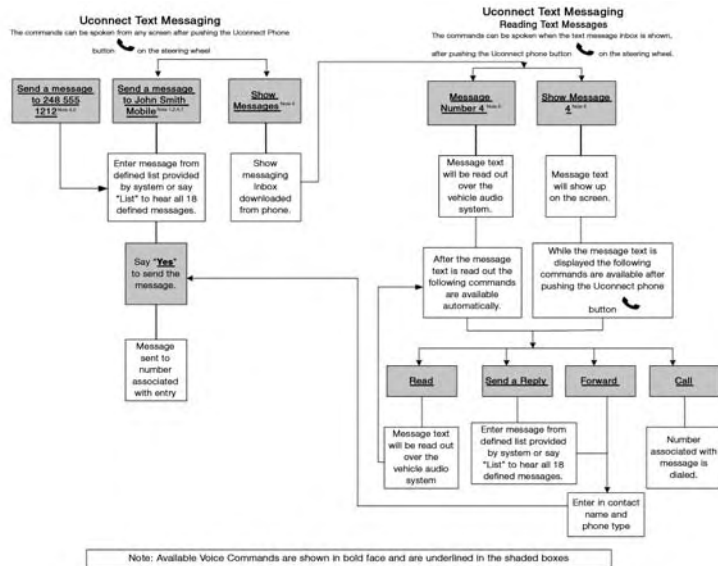 Uconnect Text Messaging
The commands can be spoken from any screen after pushing the Uconnect Phone
button on the steering wheel
Send a message
to 248 555
1212
Send a message
to John Smith
Mobile
Show
Messages
Enter message from
defined list provided
by system or say
"List" to hear all 18
defined messages.
Show
messaging
Inbox
downloaded
from phone.
Say "Yes"
to send the
message.
Message
sent to
number
associated
with entry
Uconnect Text Messaging
Reading Text Messages
The commands can be spoken when the text message inbox is shown,
after pushing the Uconnect phone button on the steering wheel.
Message
Number 4
Show Message
4
Message text
will be read out
over the
vehicle audio
system.
Message text
will show up
on the screen.
After the message
text is read out the
following commands
are available
automatically.
While the message text is
displayed the following
commands are available after
pushing the Uconnect phone
button
Read
Send a Reply
Forward
Call
Message text
will be read out
over the
vehicle audio
system
Enter message from
defined list provided
by system or say
"List" to hear all 18
defined messages.
Number
associated with
message is
dialed.
Enter in contact
name and
phone type
Note: Available Voice Commands are shown in bold face and are underlined in the shaded boxes